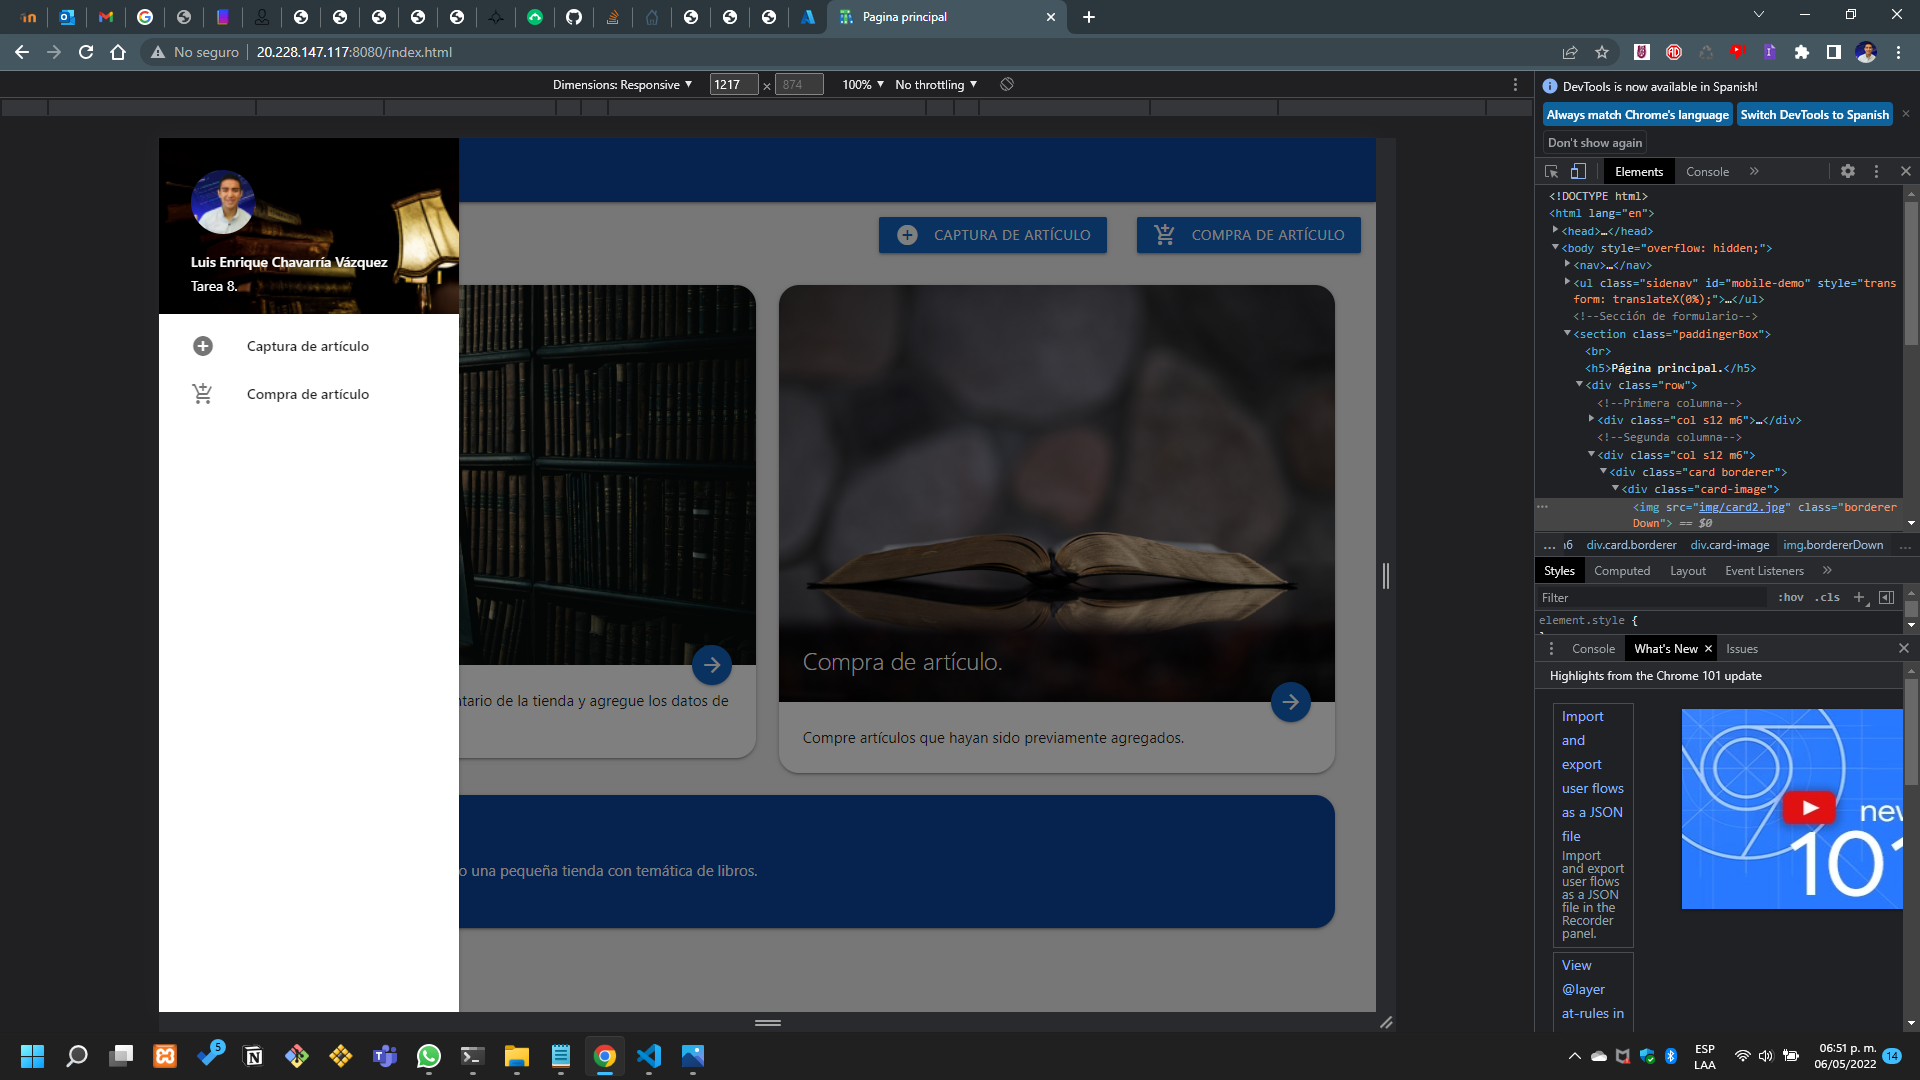 Pagina principal
No seguro
20.228.147.117:8080/index.html
Dimensions: Responsive ▼ 1217 × 874 100% ▼ No throttling ▼
Luis Enrique Chavarría Vázquez
Tarea 8.
Captura de artículo
Compra de artículo
CAPTURA DE ARTÍCULO
COMPRA DE ARTÍCULO
ntario de la tienda y agregue los datos de
Compra de artículo.
Compre artículos que hayan sido previamente agregados.
o una pequeña tienda con temática de libros.
DevTools is now available in Spanish!
Always match Chrome's language
Switch DevTools to Spanish
Don't show again
Elements
Console
<!DOCTYPE html>
<html lang="en">
<head>…</head>
<body style="overflow: hidden;">
<nav>…</nav>
<ul class="sidenav" id="mobile-demo" style="trans
form: translateX(0%);">…</ul>
<!--Sección de formulario-->
<section class="paddingerBox">
<br>
<h5>Página principal.</h5>
<div class="row">
<!--Primera columna-->
<div class="col s12 m6">…</div>
<!--Segunda columna-->
<div class="col s12 m6">
<div class="card borderer">
<div class="card-image">
<img src="img/card2.jpg" class="borderer
Down"> == $0
… 16 div.card.borderer div.card-image img.bordererDown …
Styles Computed Layout Event Listeners
Filter :hov .cls
element.style {
Console What's New Issues
Highlights from the Chrome 101 update
Import
and
export
user flows
as a JSON
file
Import
and export
user flows
as a JSON
file in the
Recorder
panel.
new
101
View
@layer
at-rules in
5
ESP
LAA
06:51 p. m.
06/05/2022
14